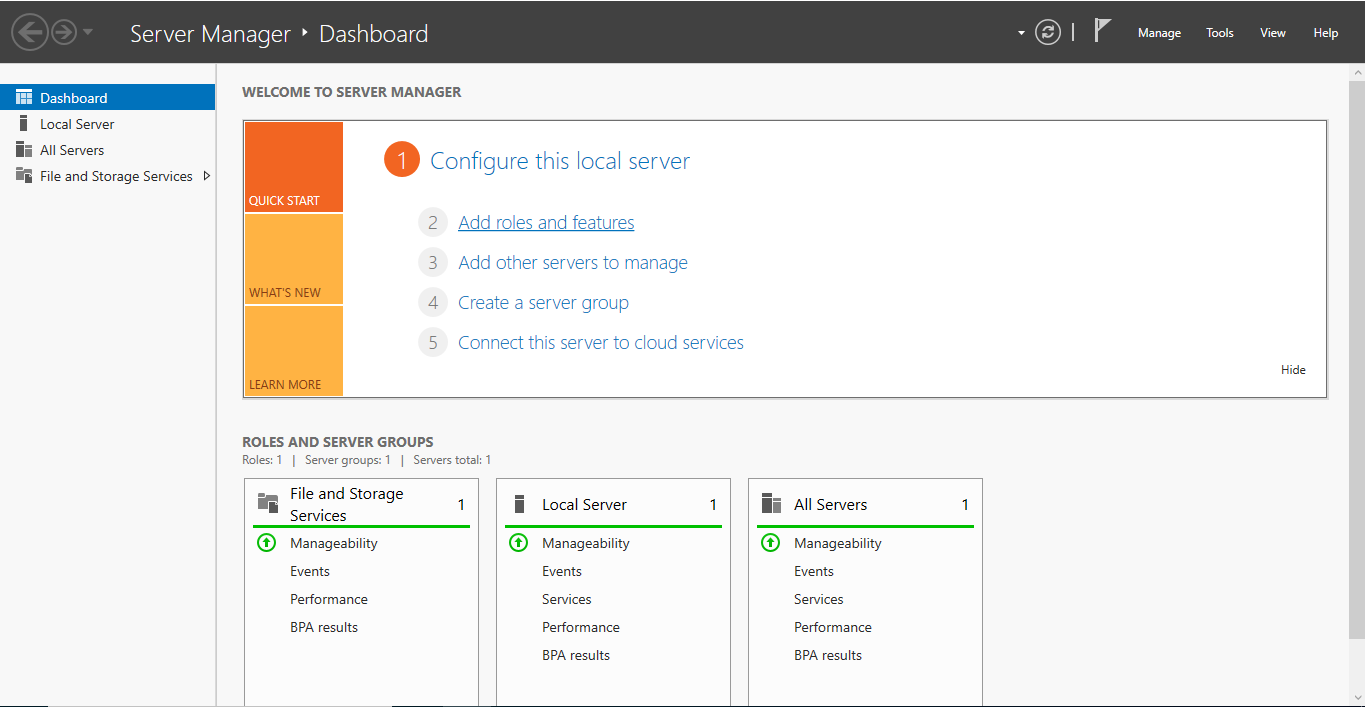 Server Manager ‣ Dashboard
Manage Tools View Help
Dashboard
Local Server
All Servers
File and Storage Services
WELCOME TO SERVER MANAGER
QUICK START
WHAT'S NEW
LEARN MORE
1 Configure this local server
2 Add roles and features
3 Add other servers to manage
4 Create a server group
5 Connect this server to cloud services
Hide
ROLES AND SERVER GROUPS
Roles: 1 | Server groups: 1 | Servers total: 1
File and Storage
Services 1
Manageability
Events
Performance
BPA results
Local Server 1
Manageability
Events
Services
Performance
BPA results
All Servers 1
Manageability
Events
Services
Performance
BPA results